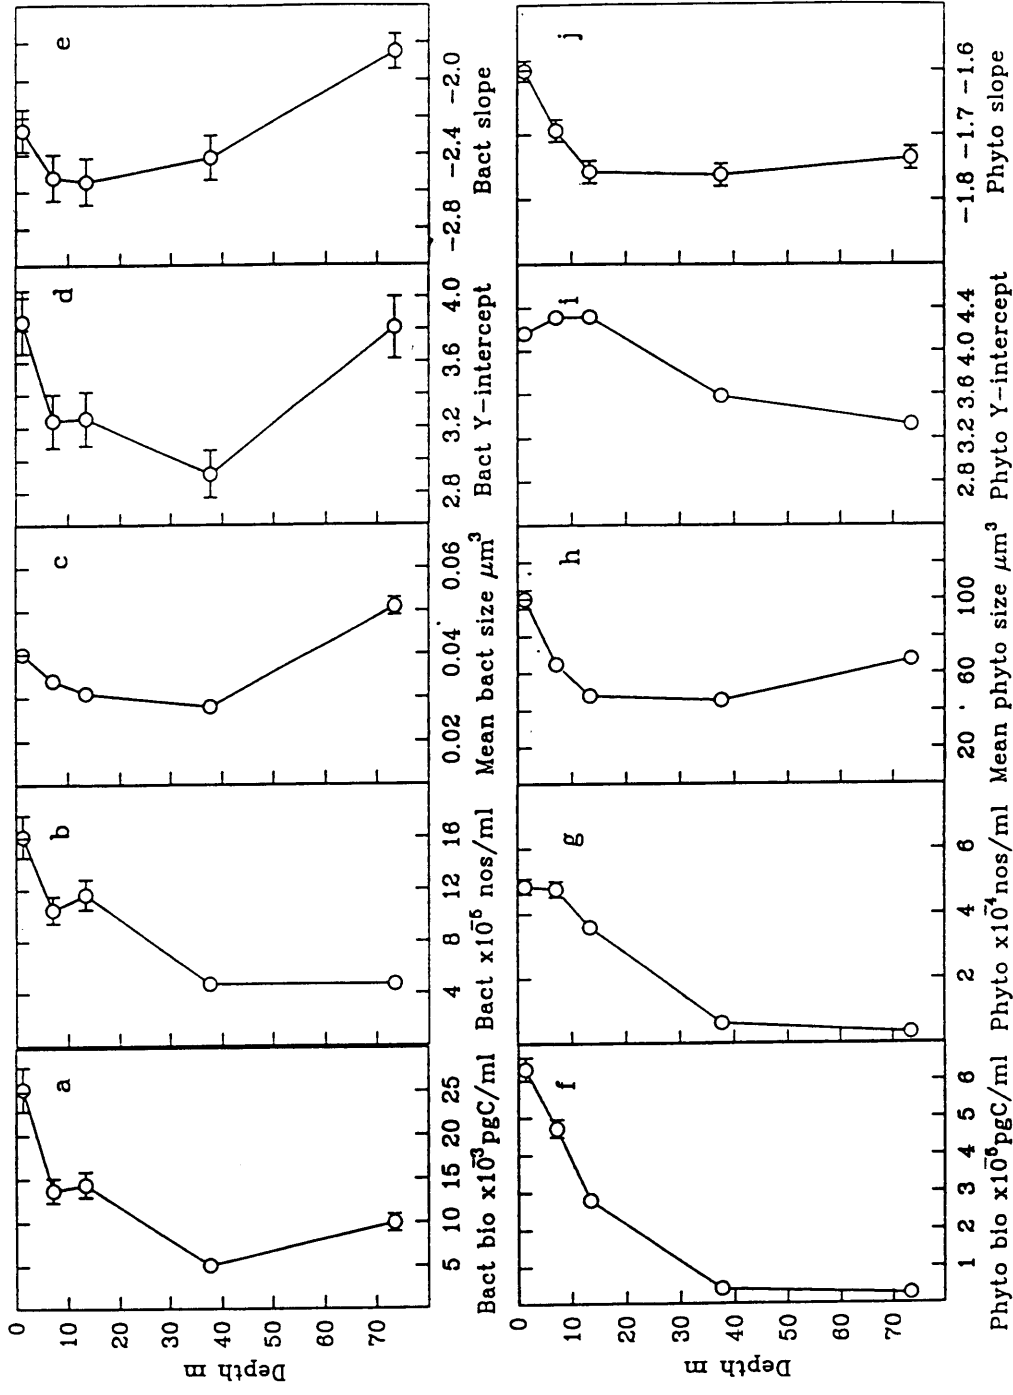 0
10
20
30
40
50
60
70
Depth m
a
b
c
d
e
5 10 15 20 25
4 8 12 16
0.02 0.04 0.06
2.8 3.2 3.6 4.0
−2.8 −2.4 −2.0
Bact bio x10⁻³pgC/ml
Bact x10⁻⁵ nos/ml
Mean bact size μm³
Bact Y-intercept
Bact slope
0
10
20
30
40
50
60
70
Depth m
f
g
h
i
j
1 2 3 4 5 6
2 4 6
20 60 100
2.8 3.2 3.6 4.0 4.4
−1.8 −1.7 −1.6
Phyto bio x10⁻⁵pgC/ml
Phyto x10⁻⁴nos/ml
Mean phyto size μm³
Phyto Y-intercept
Phyto slope